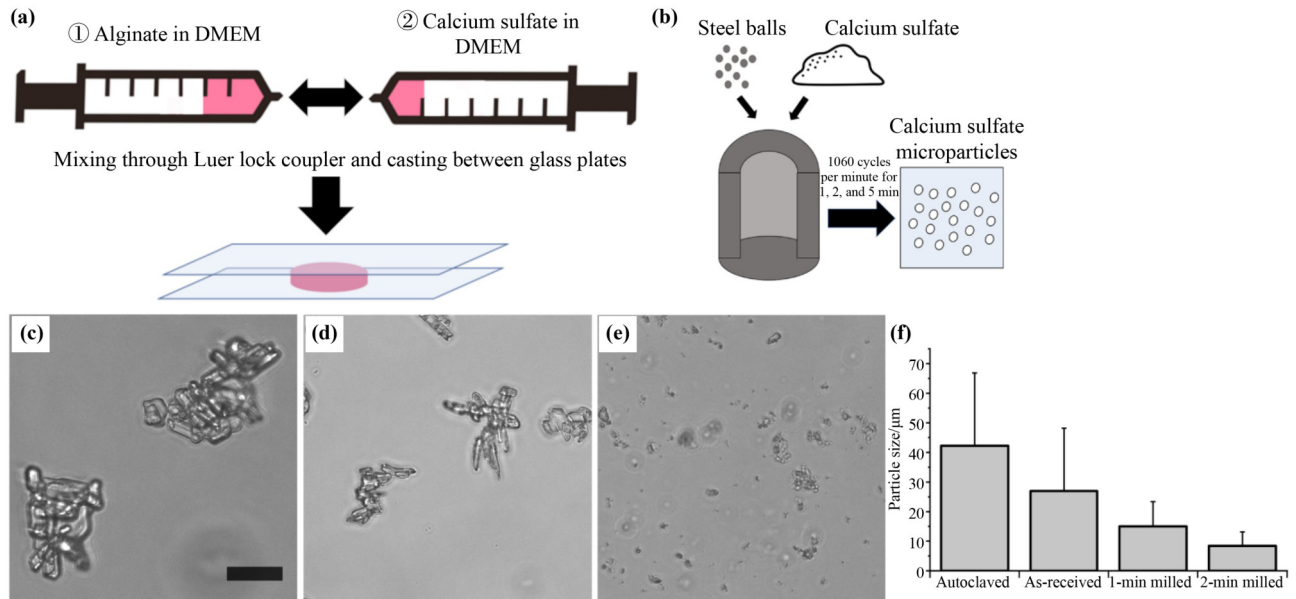 (a)
① Alginate in DMEM
② Calcium sulfate in
DMEM
Mixing through Luer lock coupler and casting between glass plates
(b)
Steel balls
Calcium sulfate
1060 cycles
per minute for
1, 2, and 5 min
Calcium sulfate
microparticles
(c)
(d)
(e)
(f)
Particle size/μm
70
60
50
40
30
20
10
0
Autoclaved
As-received
1-min milled
2-min milled